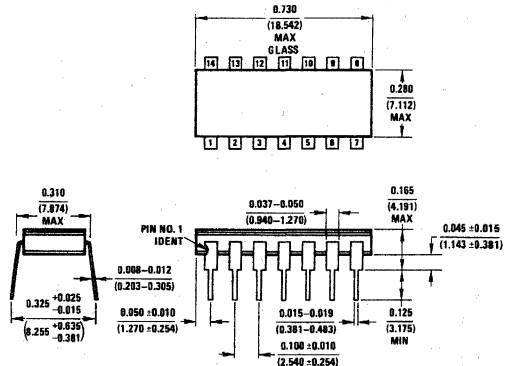 0.730
(18.542)
MAX
GLASS
14 13 12 11 10 9 8
0.280
(7.112)
MAX
1 2 3 4 5 6 7
0.310
(7.874)
MAX
PIN NO. 1
IDENT
0.037–0.050
(0.940–1.270)
0.165
(4.191)
MAX
0.045 ±0.015
(1.143 ±0.381)
0.008–0.012
(0.203–0.305)
0.325 +0.025 -0.015
(8.255 +0.635 -0.381)
0.050 ±0.010
(1.270 ±0.254)
0.015–0.019
(0.381–0.483)
0.100 ±0.010
(2.540 ±0.254)
0.125
(3.175)
MIN